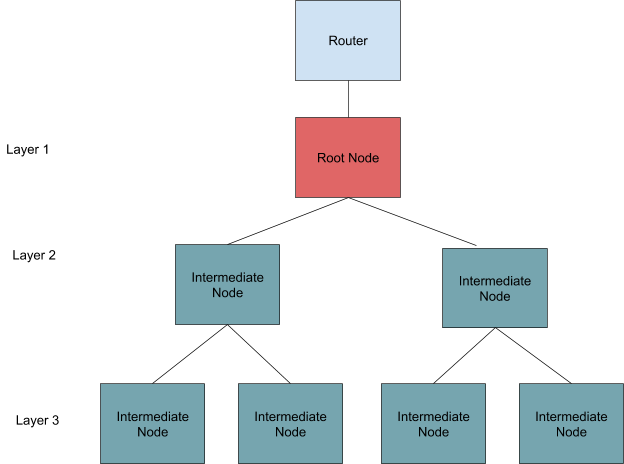 Router
Layer 1
Root Node
Layer 2
Intermediate
Node
Intermediate
Node
Layer 3
Intermediate
Node
Intermediate
Node
Intermediate
Node
Intermediate
Node